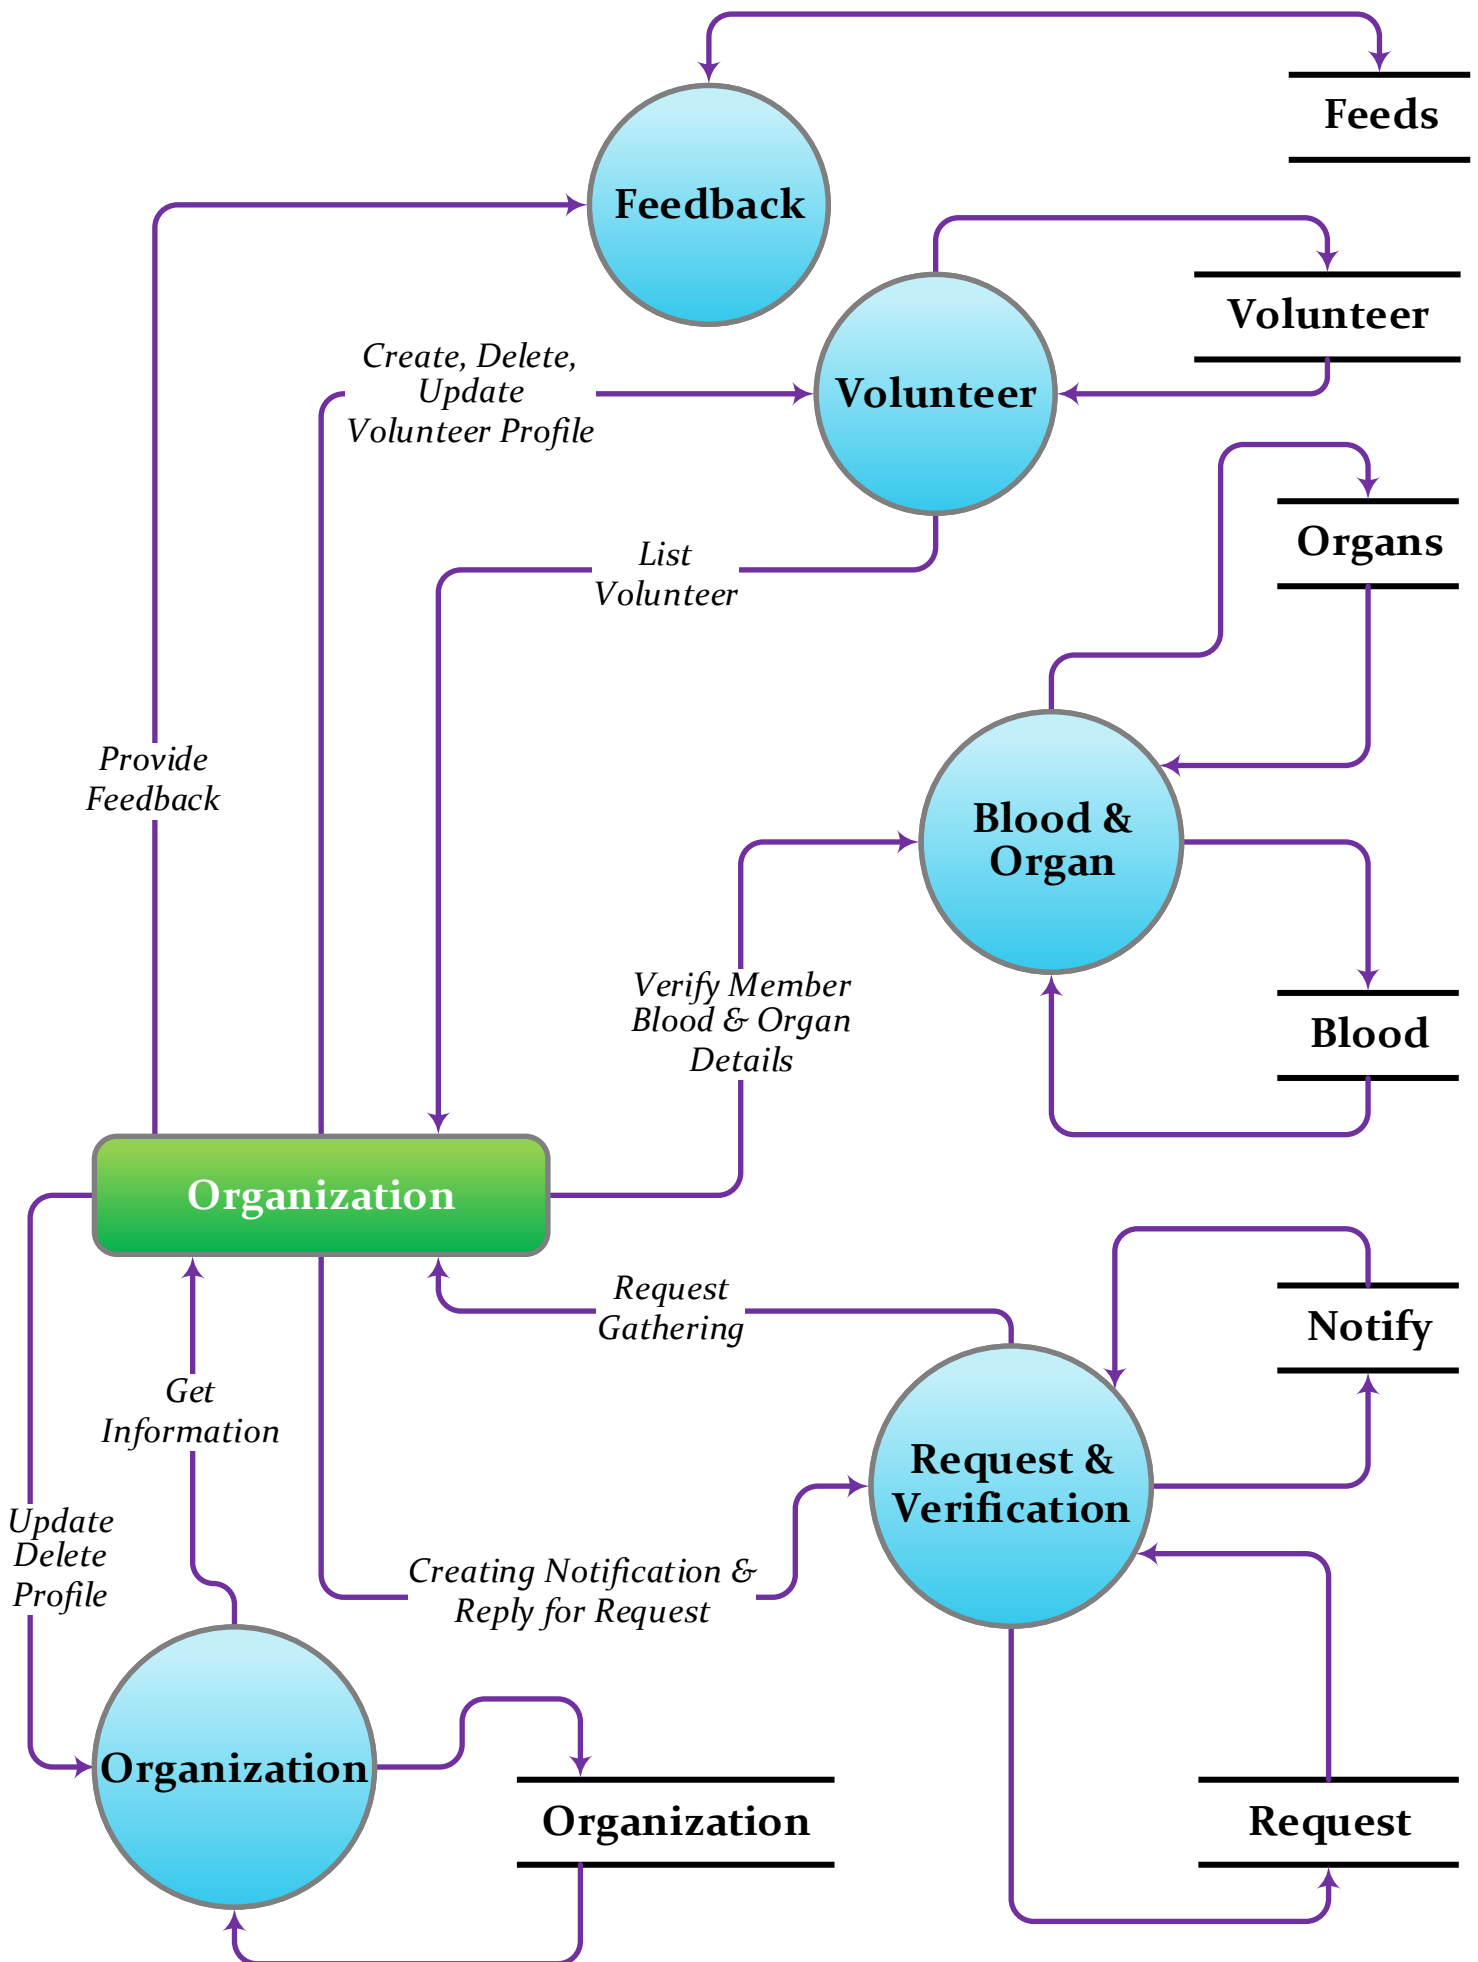 Feeds
Feedback
Volunteer
Create, Delete,
Update
Volunteer Profile
Volunteer
Organs
List
Volunteer
Provide
Feedback
Blood &
Organ
Verify Member
Blood & Organ
Details
Blood
Organization
Request
Gathering
Notify
Get
Information
Request &
Verification
Update
Delete
Profile
Creating Notification &
Reply for Request
Organization
Organization
Request